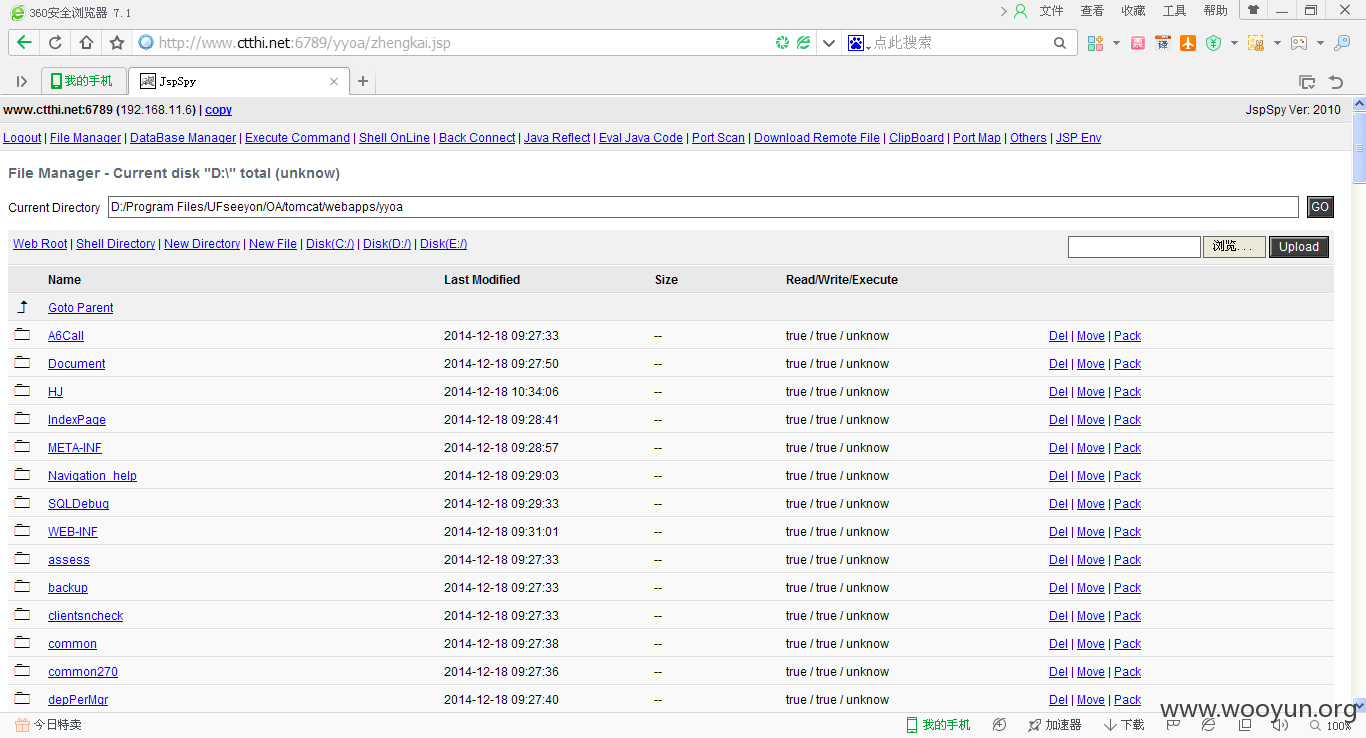 360安全浏览器 7.1
文件 查看 收藏 工具 帮助
http://www.ctthi.net:6789/yyoa/zhengkai.jsp
点此搜索
我的手机
JspSpy
www.ctthi.net:6789 (192.168.11.6) | copy
JspSpy Ver: 2010
Logout | File Manager | DataBase Manager | Execute Command | Shell OnLine | Back Connect | Java Reflect | Eval Java Code | Port Scan | Download Remote File | ClipBoard | Port Map | Others | JSP Env
File Manager - Current disk "D:\" total (unknow)
Current Directory D:/Program Files/UFseeyon/OA/tomcat/webapps/yyoa GO
Web Root | Shell Directory | New Directory | New File | Disk(C:/) | Disk(D:/) | Disk(E:/)
浏览... Upload
Name Last Modified Size Read/Write/Execute
Goto Parent
A6Call 2014-12-18 09:27:33 -- true / true / unknow Del | Move | Pack
Document 2014-12-18 09:27:50 -- true / true / unknow Del | Move | Pack
HJ 2014-12-18 10:34:06 -- true / true / unknow Del | Move | Pack
IndexPage 2014-12-18 09:28:41 -- true / true / unknow Del | Move | Pack
META-INF 2014-12-18 09:28:57 -- true / true / unknow Del | Move | Pack
Navigation_help 2014-12-18 09:29:03 -- true / true / unknow Del | Move | Pack
SQLDebug 2014-12-18 09:29:33 -- true / true / unknow Del | Move | Pack
WEB-INF 2014-12-18 09:31:01 -- true / true / unknow Del | Move | Pack
assess 2014-12-18 09:27:33 -- true / true / unknow Del | Move | Pack
backup 2014-12-18 09:27:33 -- true / true / unknow Del | Move | Pack
clientsncheck 2014-12-18 09:27:33 -- true / true / unknow Del | Move | Pack
common 2014-12-18 09:27:38 -- true / true / unknow Del | Move | Pack
common270 2014-12-18 09:27:36 -- true / true / unknow Del | Move | Pack
depPerMgr 2014-12-18 09:27:40 -- true / true / unknow Del | Move | Pack
www.wooyun.org
今日特卖
我的手机 加速器 下载 100%